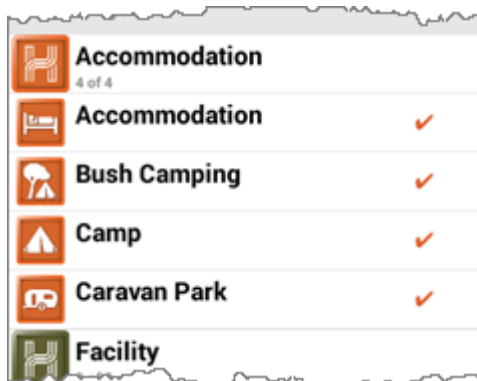 Accommodation
4 of 4
Accommodation
Bush Camping
Camp
Caravan Park
Facility